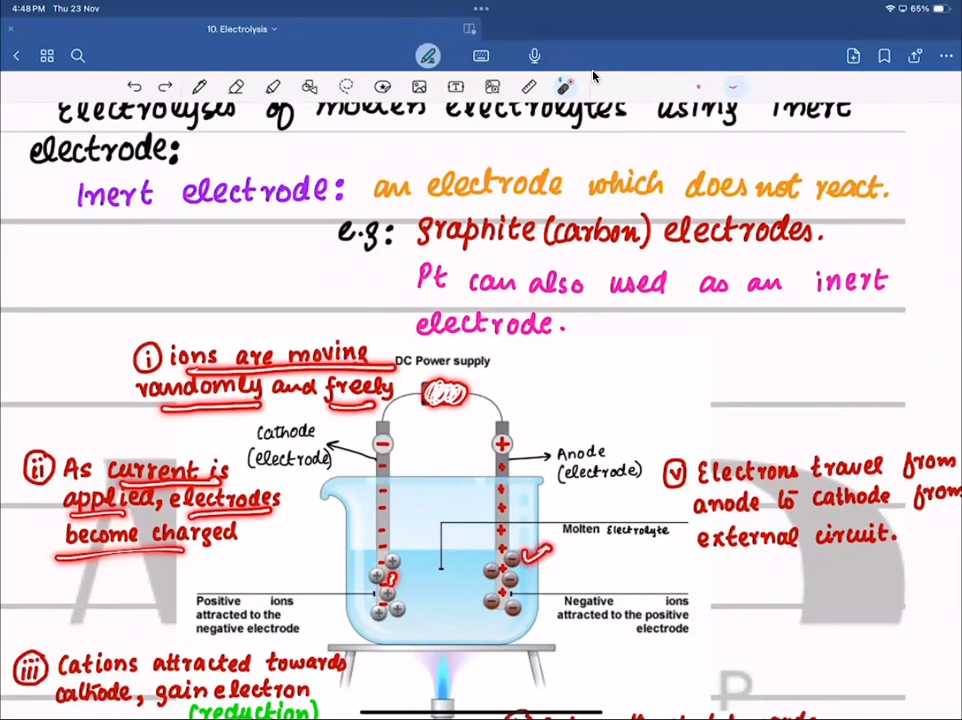 4:48 PM Thu 23 Nov
65%
10. Electrolysis
Electrolysis of molten electrolytes using inert
electrode:
Inert electrode: an electrode which does not react.
e.g: graphite (carbon) electrodes.
Pt can also used as an inert
electrode.
i ions are moving
randomly and freely
DC Power supply
Cathode
(electrode)
Anode
(electrode)
ii As current is
applied, electrodes
become charged
v Electrons travel from
anode to cathode from
external circuit.
Molten Electrolyte
Positive ions
attracted to the
negative electrode
Negative ions
attracted to the positive
electrode
iii Cations attracted towards
cathode, gain electron
(reduction)